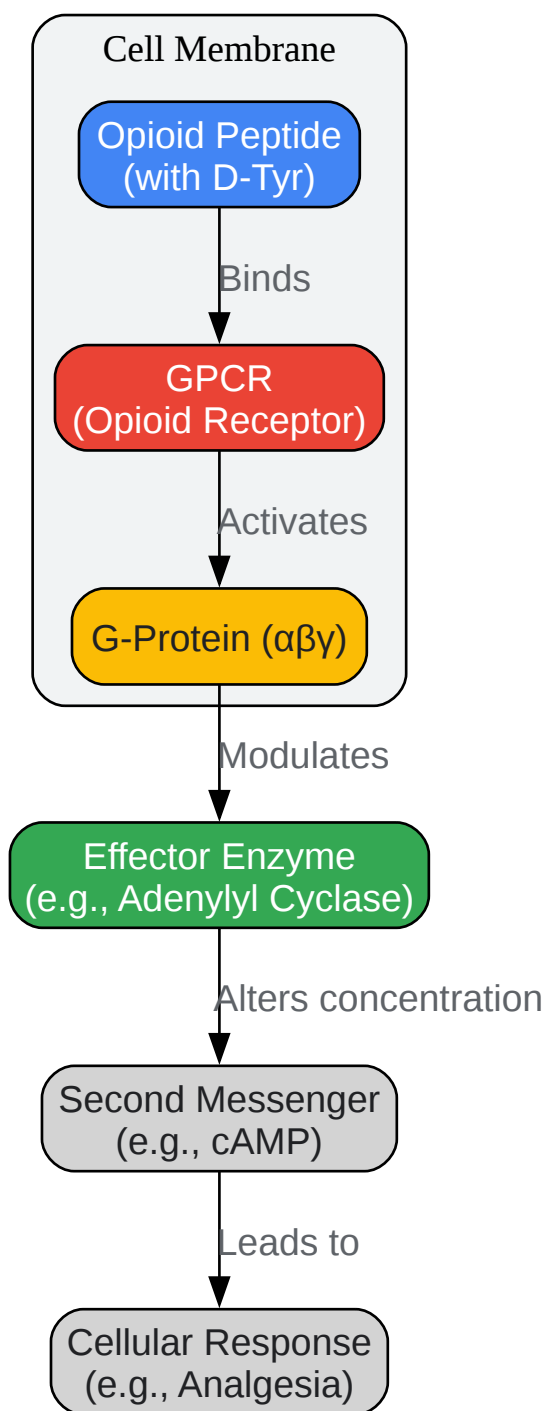 Cell Membrane
Opioid Peptide
(with D-Tyr)
Binds
GPCR
(Opioid Receptor)
Activates
G-Protein (αβγ)
Modulates
Effector Enzyme
(e.g., Adenylyl Cyclase)
Alters concentration
Second Messenger
(e.g., cAMP)
Leads to
Cellular Response
(e.g., Analgesia)